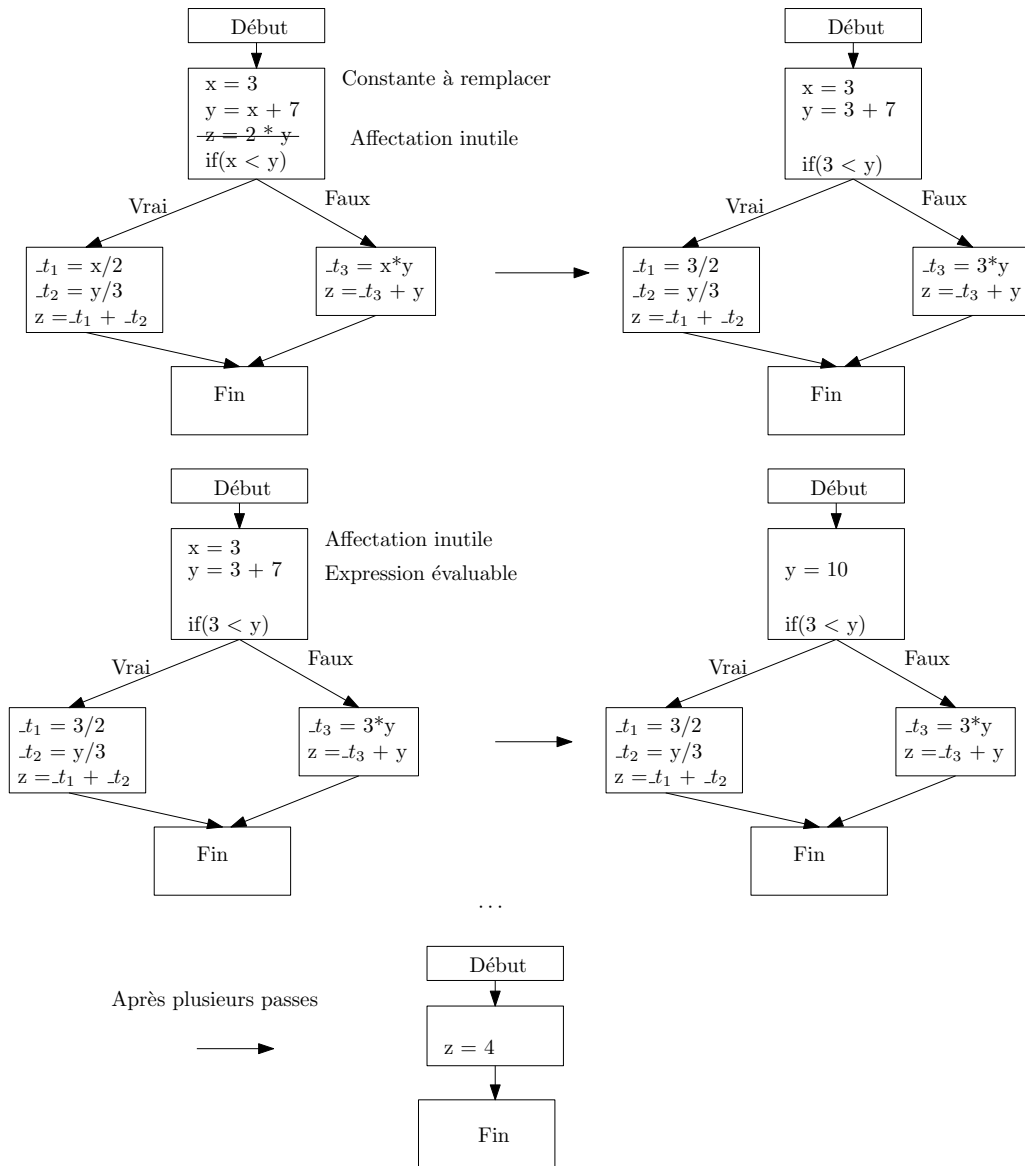 Début
x = 3
Constante à remplacer
y = x + 7
z = 2 * y
Affectation inutile
if(x < y)
Vrai
Faux
_t₁ = x/2
_t₂ = y/3
z =_t₁ + _t₂
_t₃ = x*y
z =_t₃ + y
Fin
Début
x = 3
y = 3 + 7
if(3 < y)
Vrai
Faux
_t₁ = 3/2
_t₂ = y/3
z =_t₁ + _t₂
_t₃ = 3*y
z =_t₃ + y
Fin
Début
x = 3
Affectation inutile
y = 3 + 7
Expression évaluable
if(3 < y)
Vrai
Faux
_t₁ = 3/2
_t₂ = y/3
z =_t₁ + _t₂
_t₃ = 3*y
z =_t₃ + y
Fin
Début
y = 10
if(3 < y)
Vrai
Faux
_t₁ = 3/2
_t₂ = y/3
z =_t₁ + _t₂
_t₃ = 3*y
z =_t₃ + y
Fin
...
Après plusieurs passes
Début
z = 4
Fin